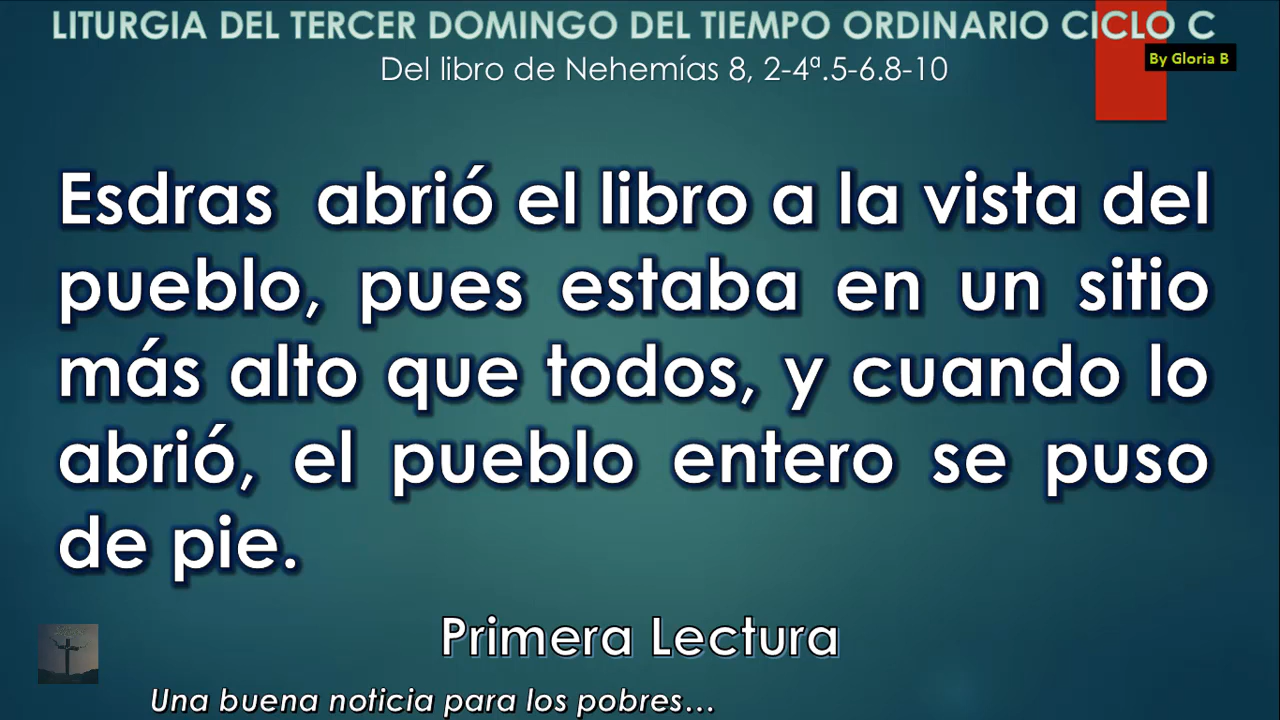 LITURGIA DEL TERCER DOMINGO DEL TIEMPO ORDINARIO CICLO C
By Gloria B
Del libro de Nehemías 8, 2-4ª.5-6.8-10
Esdras abrió el libro a la vista del
pueblo, pues estaba en un sitio
más alto que todos, y cuando lo
abrió, el pueblo entero se puso
de pie.
Primera Lectura
Una buena noticia para los pobres...